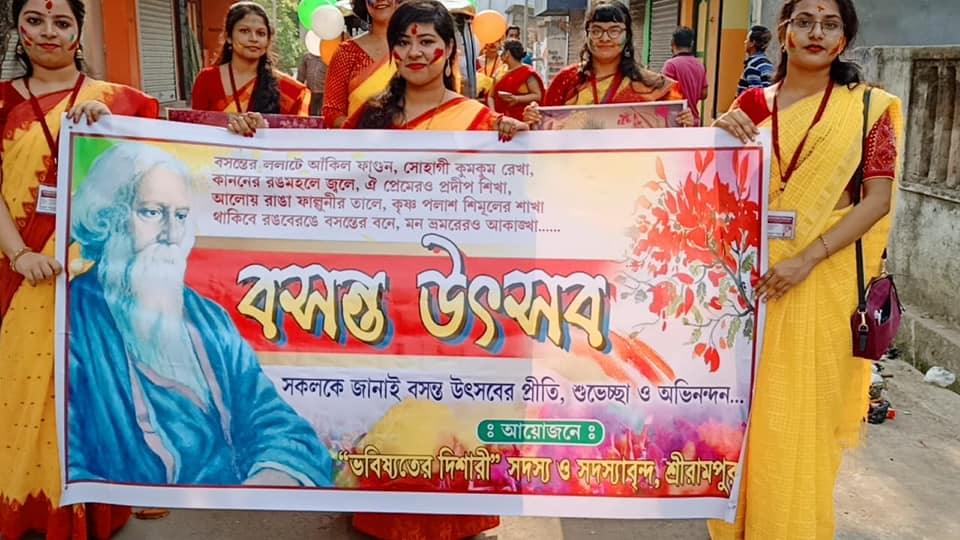 বসন্তের ললাটে আঁকিল ফাগুন, সোহাগী কুমকুম রেখা,
কাননের রঙমহলে জুলে, ঐ প্রেমেরও প্রদীপ শিখা,
আলোয় রাঙা ফাল্গুনীর তালে, কৃষ্ণ পলাশ শিমূলের শাখা
থাকিবে রঙবেরঙে বসন্তের বনে, মন ভ্রমরেরও আকাঙ্খা......
বসন্ত উৎসব
সকলকে জানাই বসন্ত উৎসবের প্রীতি, শুভেচ্ছা ও অভিনন্দন...
ঃ আয়োজনে ঃ
“ভবিষ্যতের দিশারী” সদস্য ও সদস্যাবৃন্দ, শ্রীরামপুর